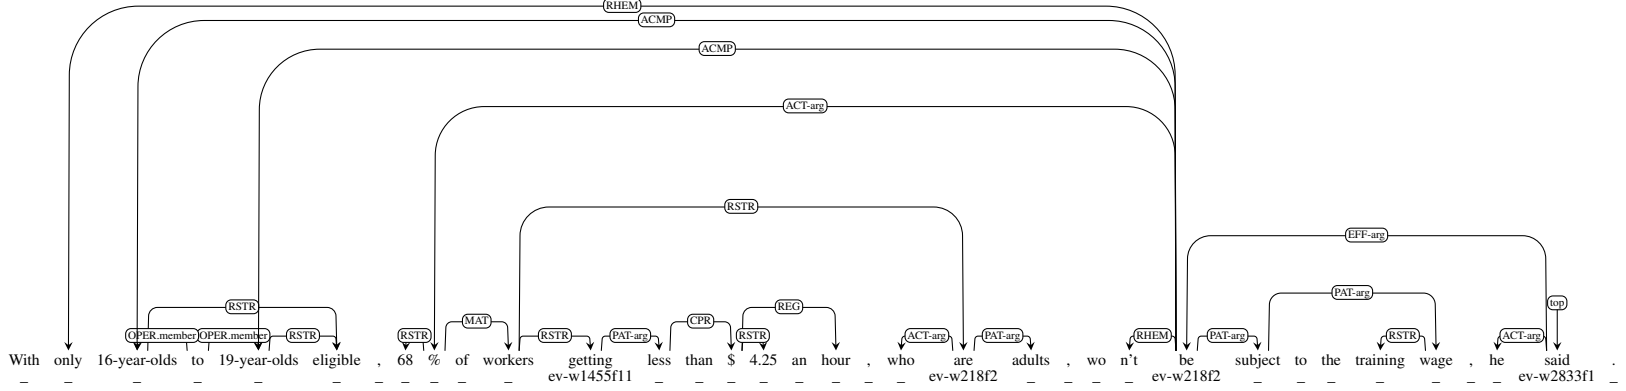 RHEM
ACMP
ACMP
ACT-arg
RSTR
EFF-arg
PAT-arg
RSTR REG top
MAT CPR
OPER.member OPER.member RSTR RSTR RSTR PAT-arg RSTR ACT-arg PAT-arg RHEM PAT-arg RSTR ACT-arg
With only 16-year-olds to 19-year-olds eligible , 68 % of workers getting less than $ 4.25 an hour , who are adults , wo n't be subject to the training wage , he said .
_ _ _ _ _ _ _ _ _ _ _ ev-w1455f11 _ _ _ _ _ _ _ _ ev-w218f2 _ _ _ _ ev-w218f2 _ _ _ _ _ _ _ ev-w2833f1 _